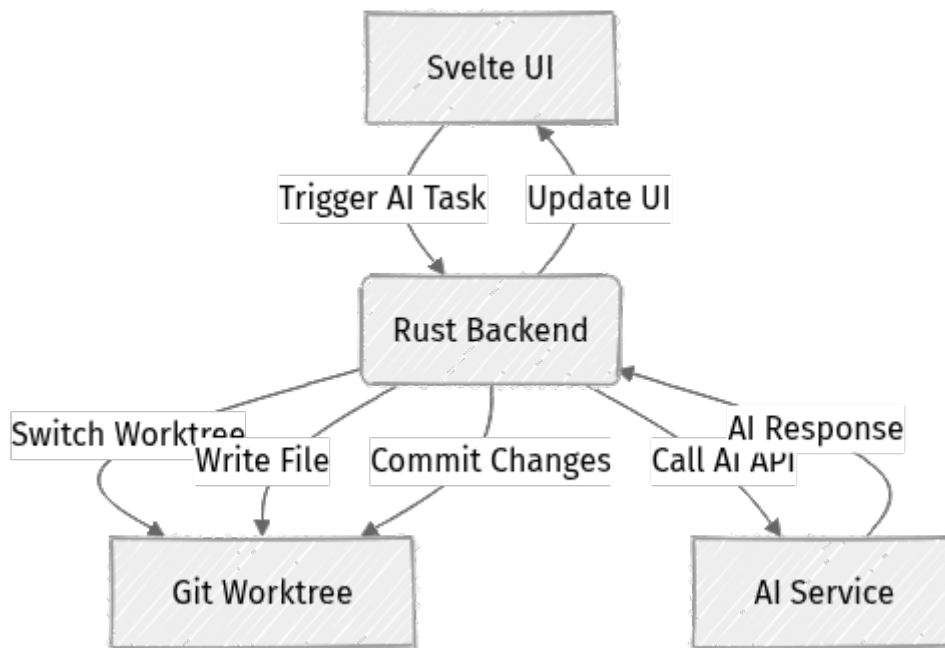 Svelte UI
Trigger AI Task
Update UI
Rust Backend
Switch Worktree
Write File
Commit Changes
Call AI API
AI Response
Git Worktree
AI Service